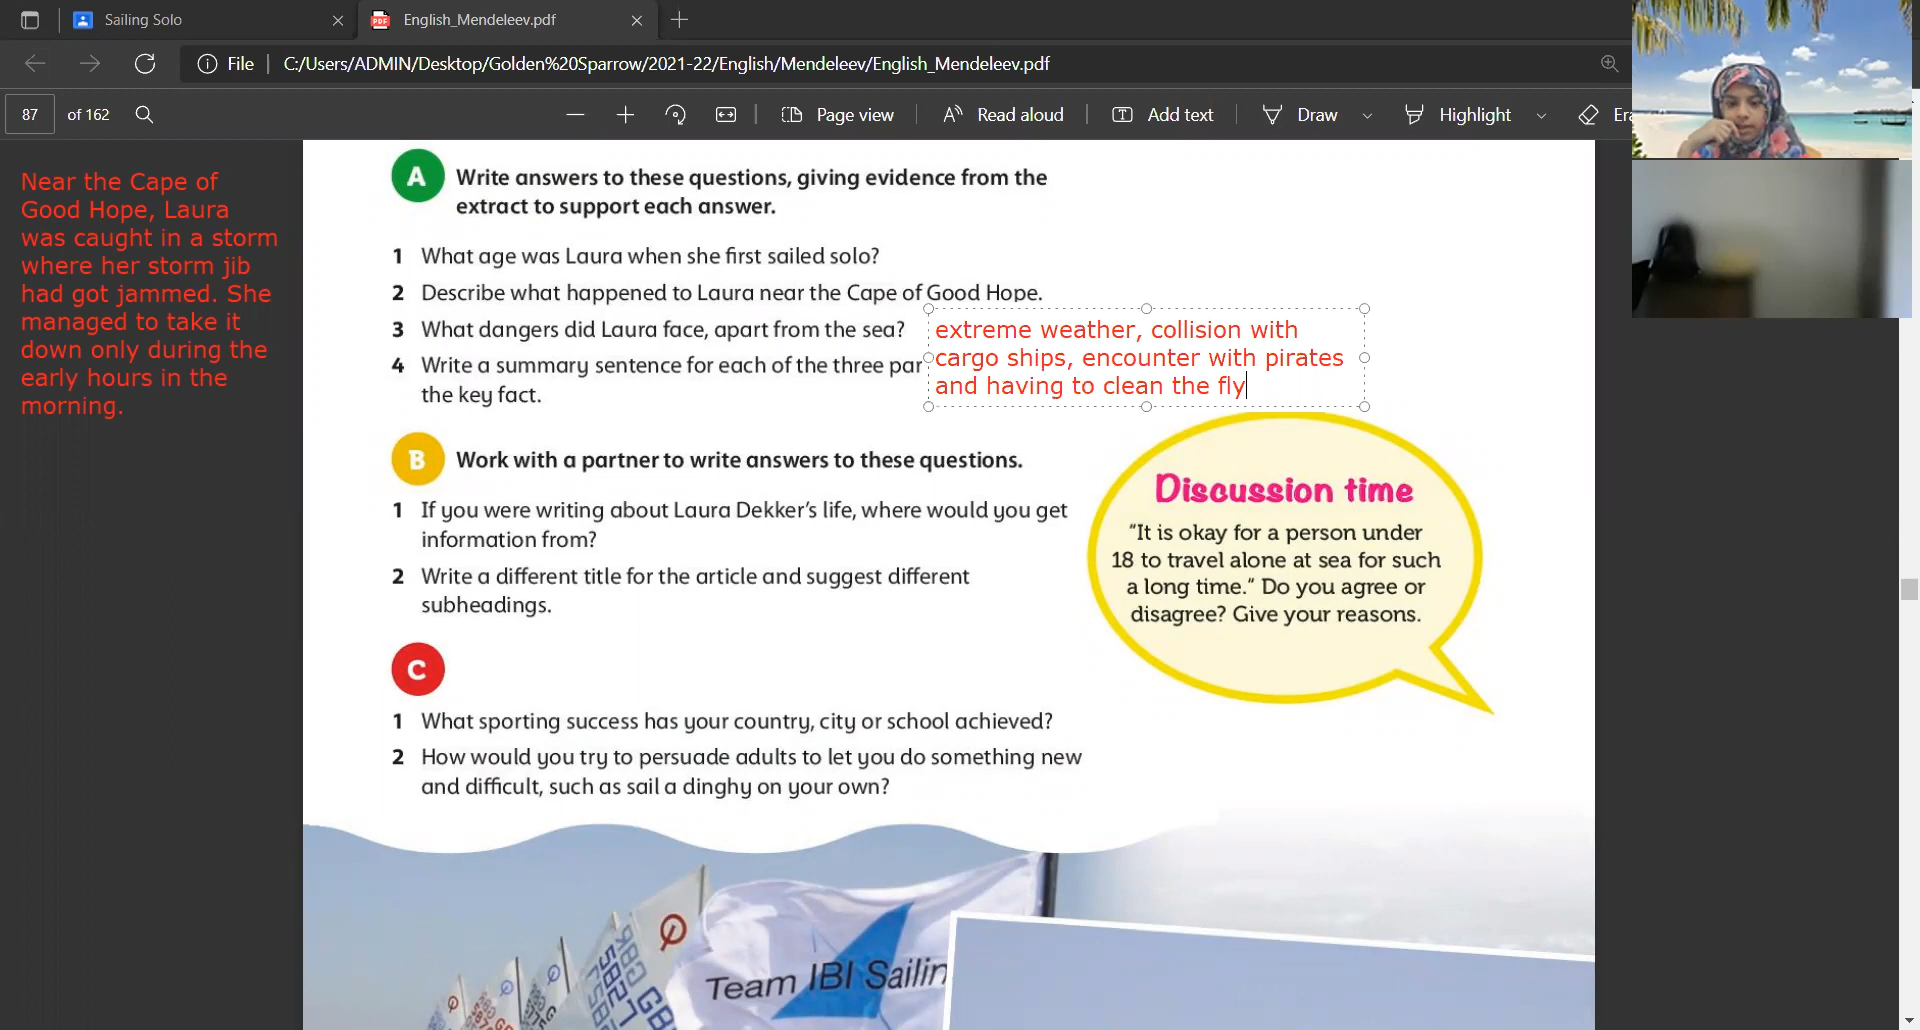 Sailing Solo
English_Mendeleev.pdf
File
C:/Users/ADMIN/Desktop/Golden%20Sparrow/2021-22/English/Mendeleev/English_Mendeleev.pdf
87 of 162
Page view
Read aloud
Add text
Draw
Highlight
Near the Cape of
Good Hope, Laura
was caught in a storm
where her storm jib
had got jammed. She
managed to take it
down only during the
early hours in the
morning.
A Write answers to these questions, giving evidence from the
extract to support each answer.
1 What age was Laura when she first sailed solo?
2 Describe what happened to Laura near the Cape of Good Hope.
3 What dangers did Laura face, apart from the sea?
4 Write a summary sentence for each of the three par
the key fact.
extreme weather, collision with
cargo ships, encounter with pirates
and having to clean the fly
B Work with a partner to write answers to these questions.
1 If you were writing about Laura Dekker's life, where would you get
information from?
2 Write a different title for the article and suggest different
subheadings.
Discussion time
"It is okay for a person under
18 to travel alone at sea for such
a long time." Do you agree or
disagree? Give your reasons.
C
1 What sporting success has your country, city or school achieved?
2 How would you try to persuade adults to let you do something new
and difficult, such as sail a dinghy on your own?
Team IBI Sailin